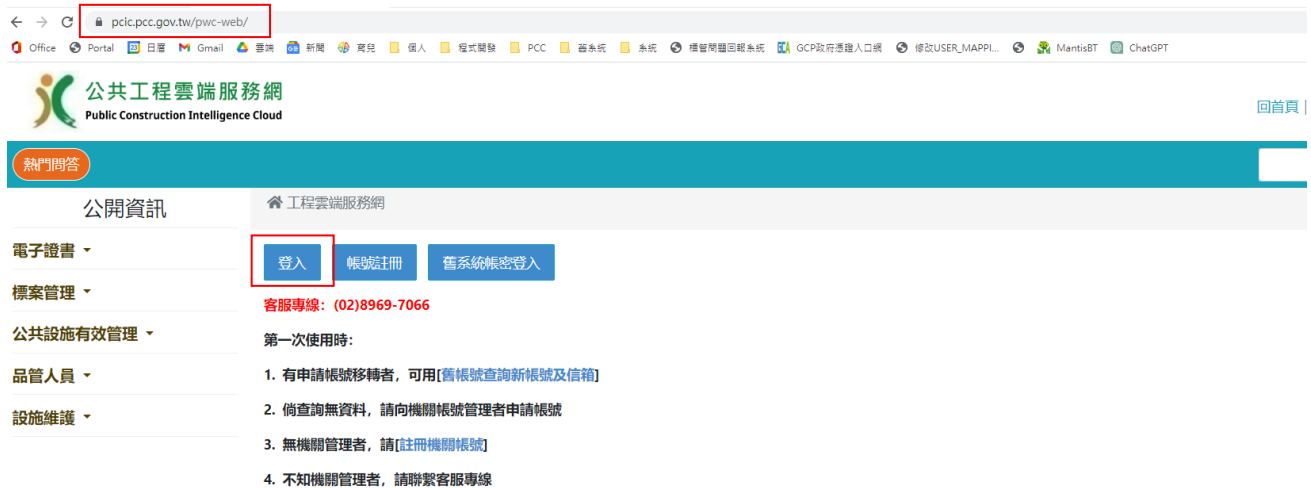 pcic.pcc.gov.tw/pwc-web/
Office Portal 日曆 Gmail 雲端 新聞 育兒 個人 程式開發 PCC 舊系統 系統 標管問題回報系統 GCP政府憑證入口網 修改USER_MAPPI... MantisBT ChatGPT
公共工程雲端服務網
Public Construction Intelligence Cloud
回首頁 |
熱門問答
公開資訊
工程雲端服務網
電子證書
登入 帳號註冊 舊系統帳密登入
標案管理
客服專線：(02)8969-7066
公共設施有效管理
第一次使用時：
品管人員
1. 有申請帳號移轉者，可用[舊帳號查詢新帳號及信箱]
設施維護
2. 倘查詢無資料，請向機關帳號管理者申請帳號
3. 無機關管理者，請[註冊機關帳號]
4. 不知機關管理者，請聯繫客服專線